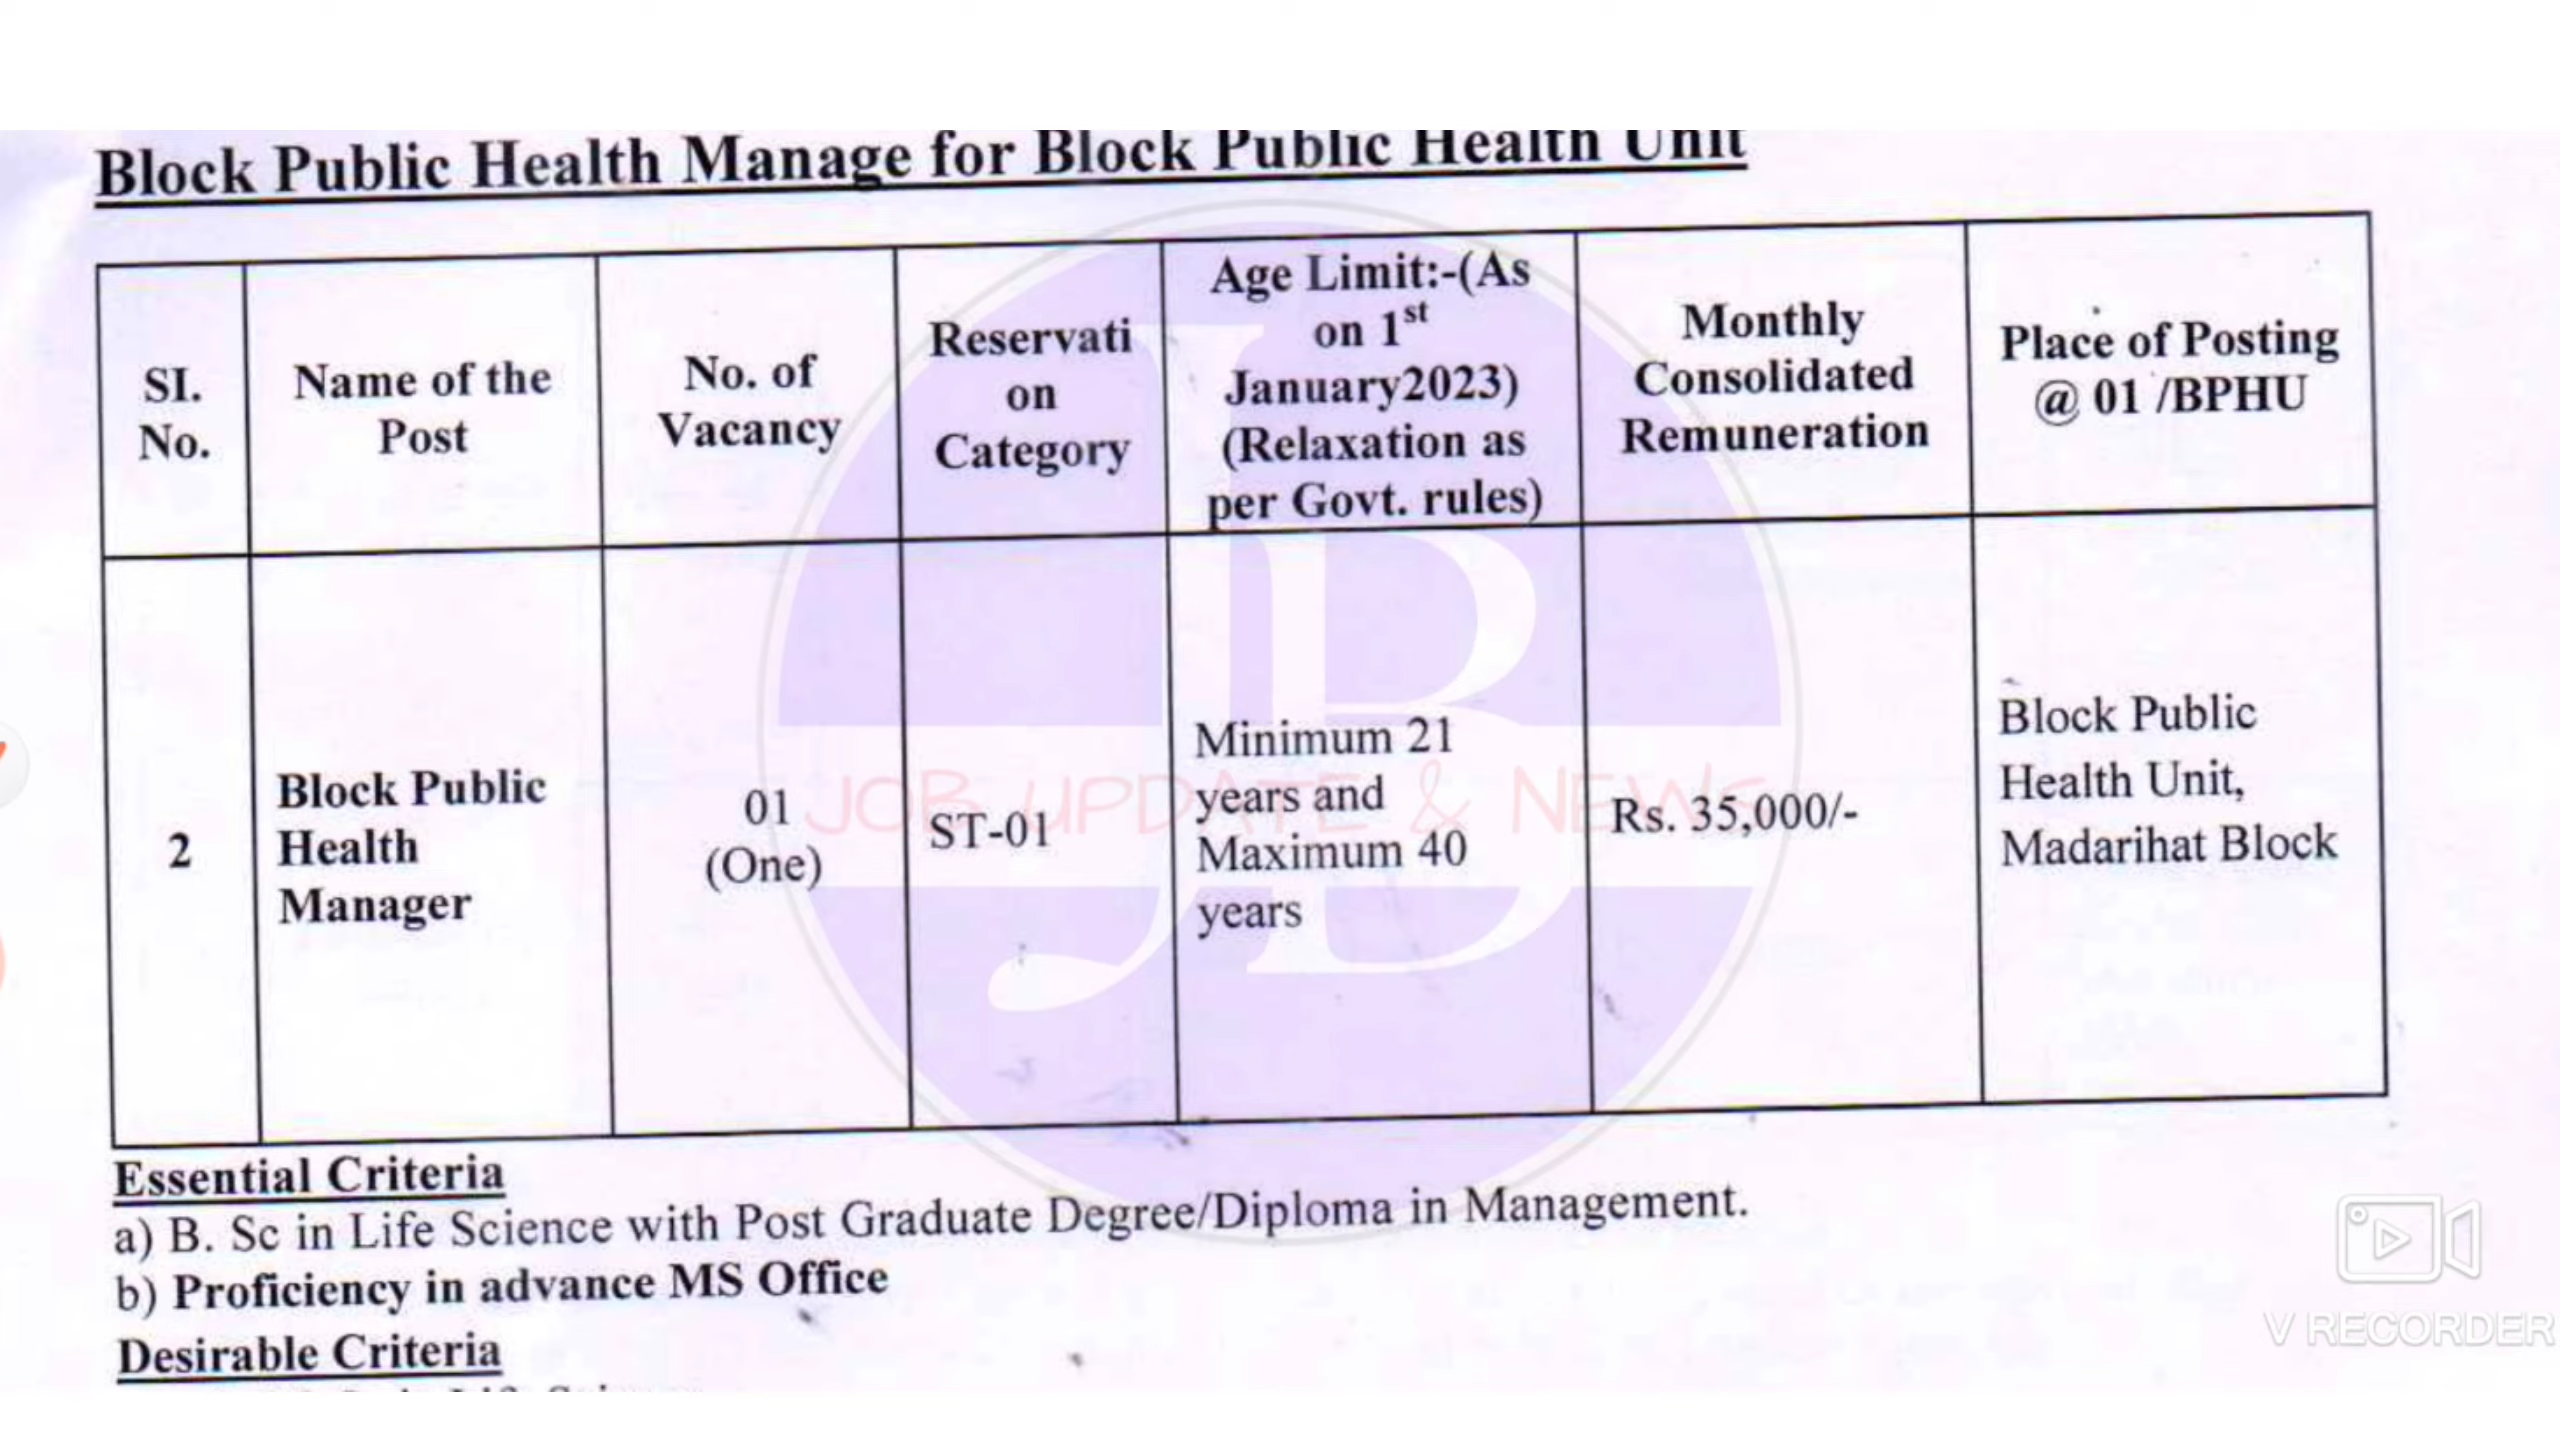 Block Public Health Manage for Block Public Health Unit
SI.
No.
Name of the
Post
No. of
Vacancy
Reservati
on
Category
Age Limit:-(As
on 1st
January2023)
(Relaxation as
per Govt. rules)
Monthly
Consolidated
Remuneration
Place of Posting
@ 01 /BPHU
2
Block Public
Health
Manager
01
(One)
ST-01
Minimum 21
years and
Maximum 40
years
Rs. 35,000/-
Block Public
Health Unit,
Madarihat Block
JB
JOB UPDATE & NEWS
Essential Criteria
a) B. Sc in Life Science with Post Graduate Degree/Diploma in Management.
b) Proficiency in advance MS Office
Desirable Criteria
V RECORDER